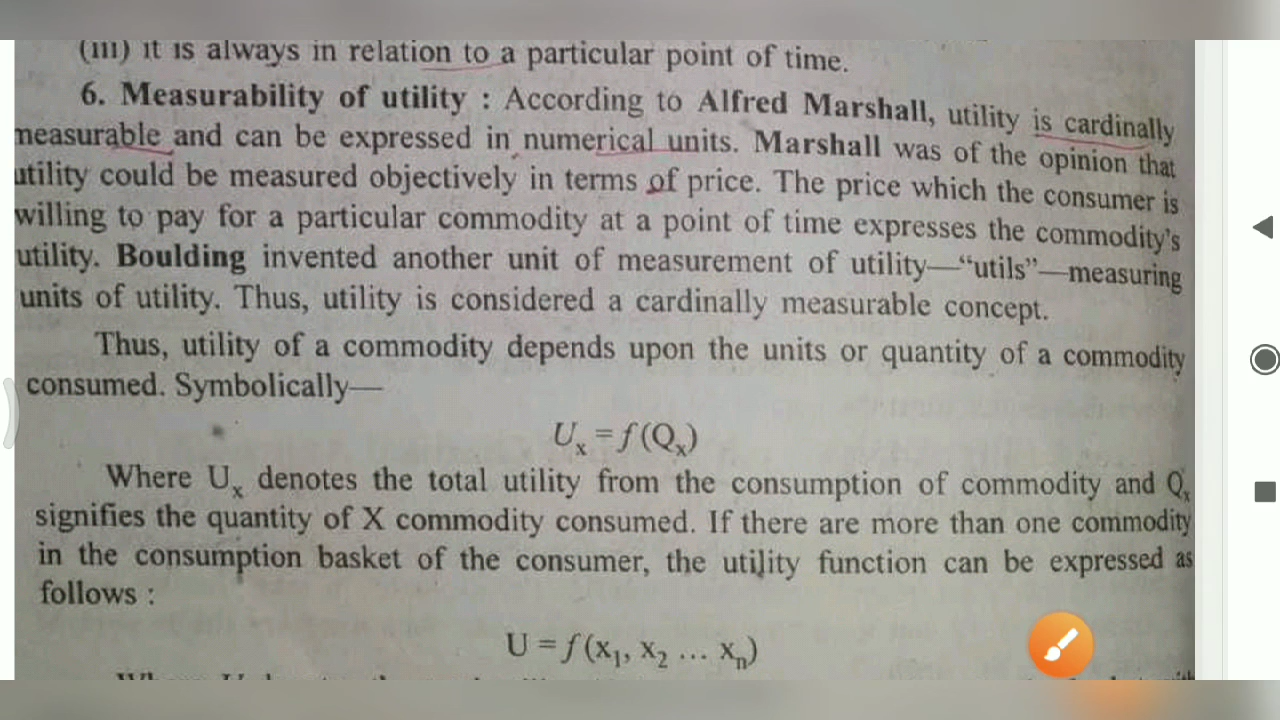 (iii) it is always in relation to a particular point of time.
6. Measurability of utility : According to Alfred Marshall, utility is cardinally
measurable and can be expressed in numerical units. Marshall was of the opinion that
utility could be measured objectively in terms of price. The price which the consumer is
willing to pay for a particular commodity at a point of time expresses the commodity's
utility. Boulding invented another unit of measurement of utility—“utils”—measuring
units of utility. Thus, utility is considered a cardinally measurable concept.
Thus, utility of a commodity depends upon the units or quantity of a commodity
consumed. Symbolically—
Uₓ = f(Qₓ)
Where Uₓ denotes the total utility from the consumption of commodity and Qₓ
signifies the quantity of X commodity consumed. If there are more than one commodity
in the consumption basket of the consumer, the utility function can be expressed as
follows :
U = f(x₁, x₂ ... xₙ)